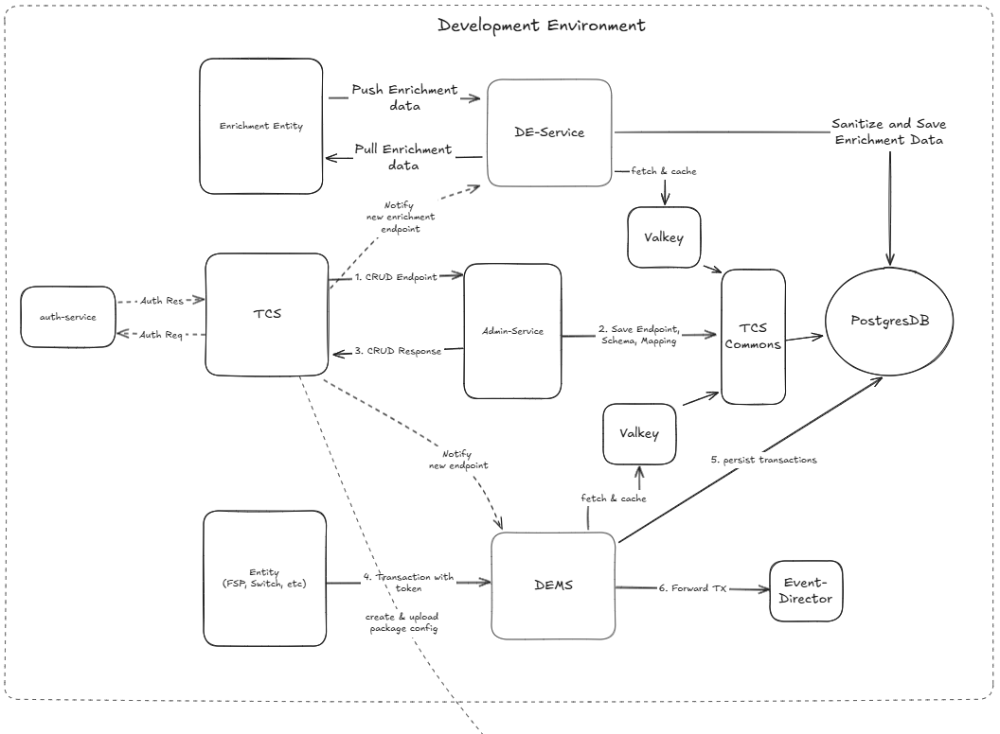 Development Environment
Enrichment Entity
Push Enrichment
data
Pull Enrichment
data
DE-Service
Sanitize and Save
Enrichment Data
fetch & cache
Valkey
Notify
new enrichment
endpoint
auth-service
Auth Res
Auth Req
TCS
1. CRUD Endpoint
3. CRUD Response
Admin-Service
2. Save Endpoint,
Schema, Mapping
TCS
Commons
PostgresDB
Valkey
fetch & cache
5. persist transactions
Notify
new endpoint
Entity
(FSP, Switch, etc)
4. Transaction with
token
create & upload
package config
DEMS
6. Forward TX
Event-
Director